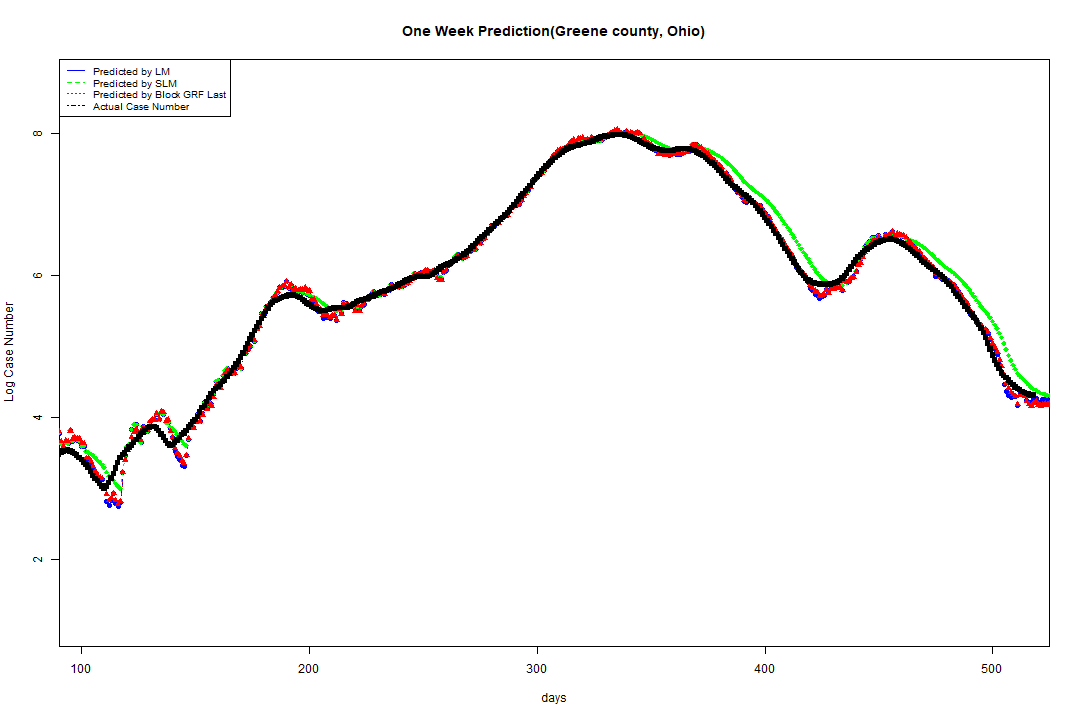 One Week Prediction(Greene county, Ohio)
Predicted by LM
Predicted by SLM
Predicted by Block GRF Last
Actual Case Number
8
6
4
2
Log Case Number
100 200 300 400 500
days